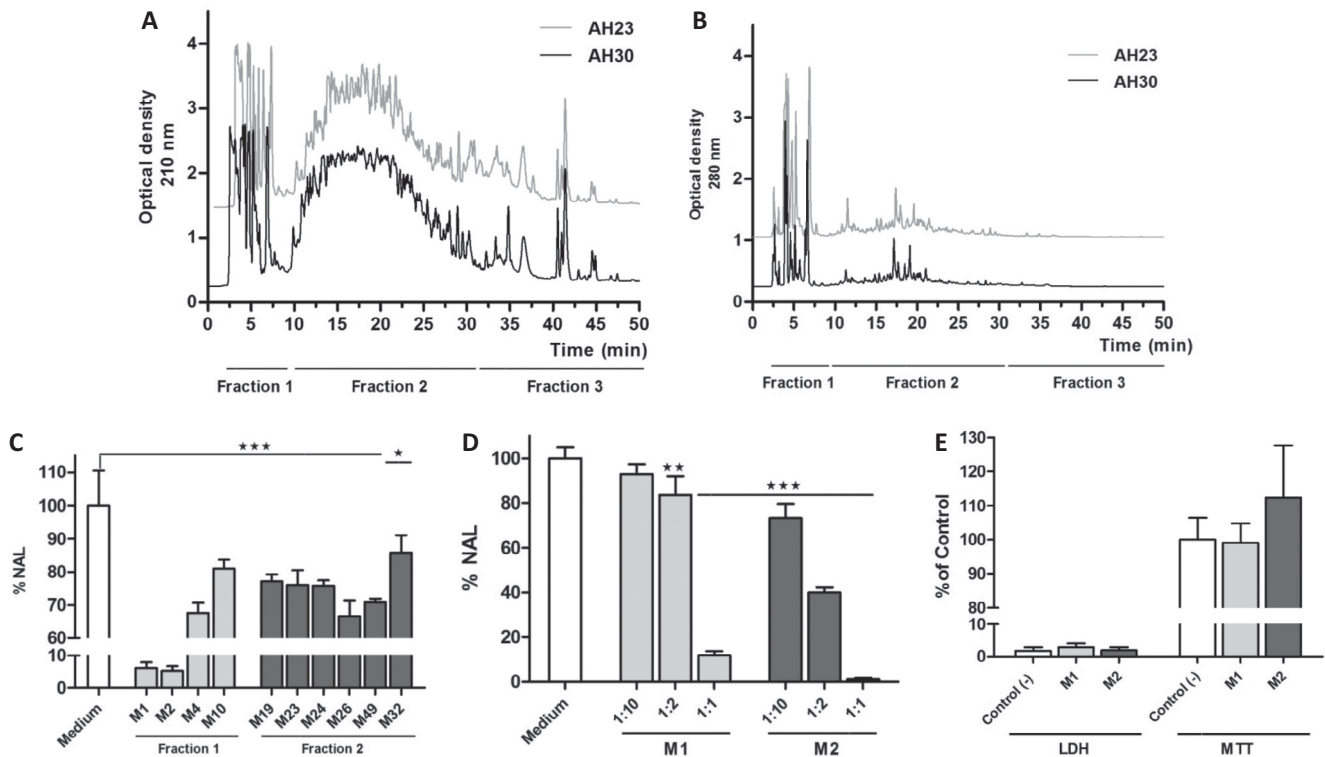 A
AH23
AH30
Optical density
210 nm
4
3
2
1
0
0 5 10 15 20 25 30 35 40 45 50
Time (min)
Fraction 1 Fraction 2 Fraction 3
B
AH23
AH30
Optical density
280 nm
4
3
2
1
0
0 5 10 15 20 25 30 35 40 45 50
Time (min)
Fraction 1 Fraction 2 Fraction 3
C
★★★ ★
%NAL
110
100
90
80
70
60
10
0
Medium M1 M2 M4 M10 M19 M23 M24 M26 M49 M32
Fraction 1 Fraction 2
D
★★ ★★★
% NAL
100
80
60
40
20
0
Medium 1:10 1:2 1:1 1:10 1:2 1:1
M1 M2
E
%of Control
130
120
110
100
90
80
10
0
Control (-) M1 M2 Control (-) M1 M2
LDH MTT